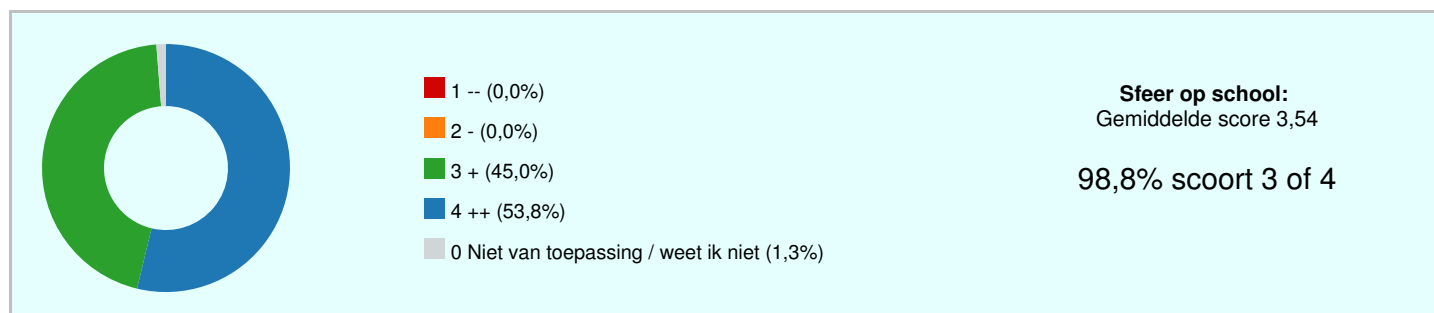 1 -- (0,0%)
2 - (0,0%)
3 + (45,0%)
4 ++ (53,8%)
0 Niet van toepassing / weet ik niet (1,3%)
Sfeer op school:
Gemiddelde score 3,54
98,8% scoort 3 of 4